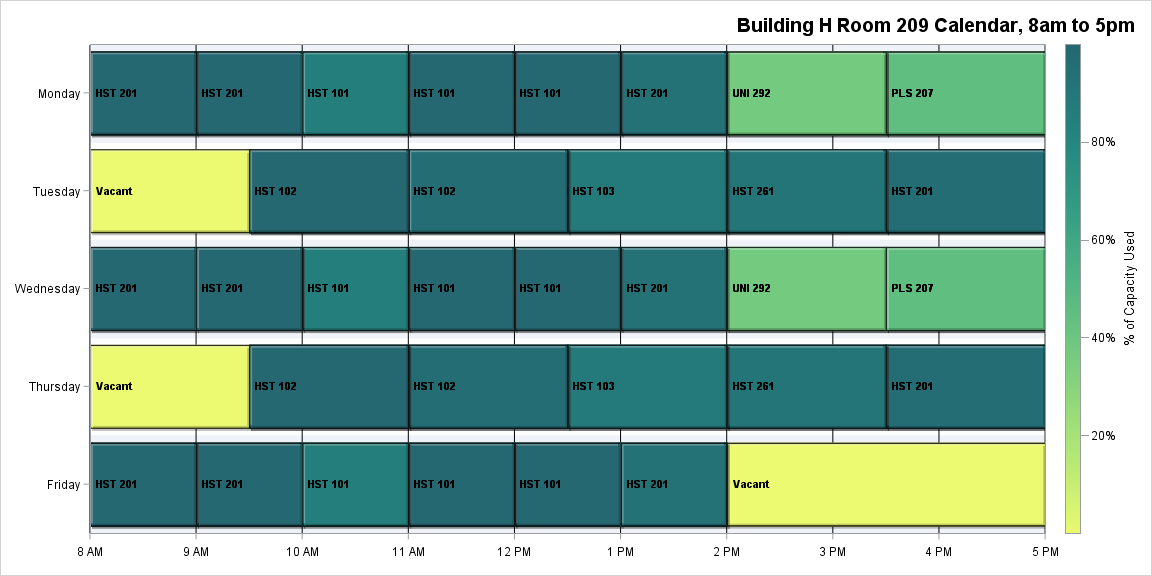 Building H Room 209 Calendar, 8am to 5pm
Monday
HST 201
HST 201
HST 101
HST 101
HST 101
HST 201
UNI 292
PLS 207
Tuesday
Vacant
HST 102
HST 102
HST 103
HST 261
HST 201
Wednesday
HST 201
HST 201
HST 101
HST 101
HST 101
HST 201
UNI 292
PLS 207
Thursday
Vacant
HST 102
HST 102
HST 103
HST 261
HST 201
Friday
HST 201
HST 201
HST 101
HST 101
HST 101
HST 201
Vacant
8 AM
9 AM
10 AM
11 AM
12 PM
1 PM
2 PM
3 PM
4 PM
5 PM
80%
60%
40%
20%
% of Capacity Used